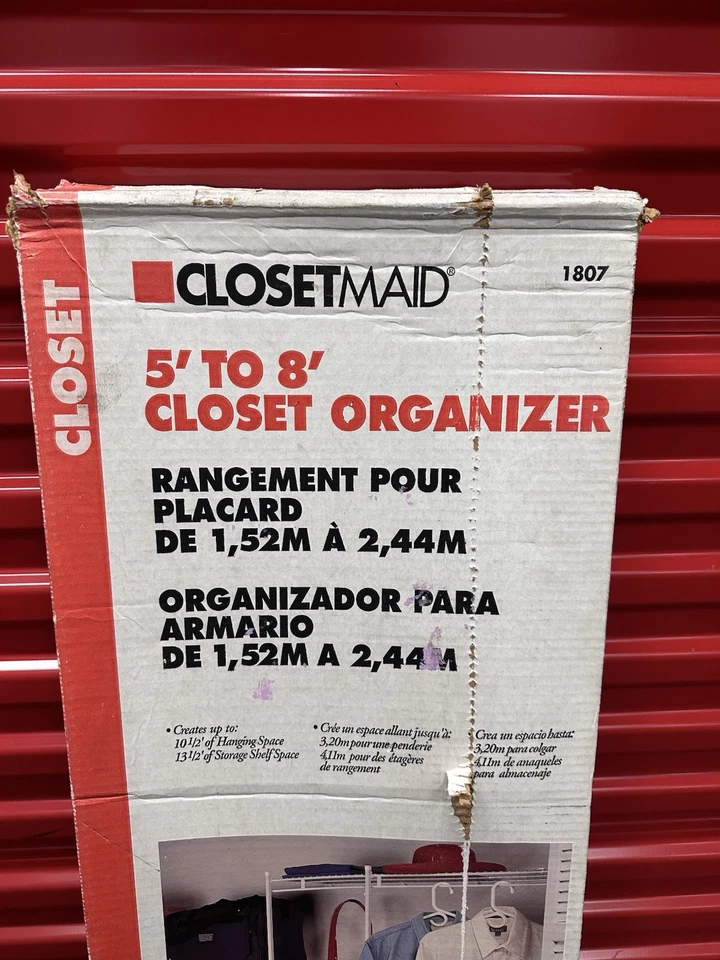 CLOSET
CLOSETMAID®
1807
5' TO 8'
CLOSET ORGANIZER
RANGEMENT POUR
PLACARD
DE 1,52M À 2,44M
ORGANIZADOR PARA
ARMARIO
DE 1,52M A 2,44M
• Creates up to:
10 1/2' of Hanging Space
13 1/2' of Storage Shelf Space
• Crée un espace allant jusqu'à:
3,20m pour une penderie
4,11m pour des étagères
de rangement
Crea un espacio hasta:
3,20m para colgar
4,11m de anaqueles
para almacenaje